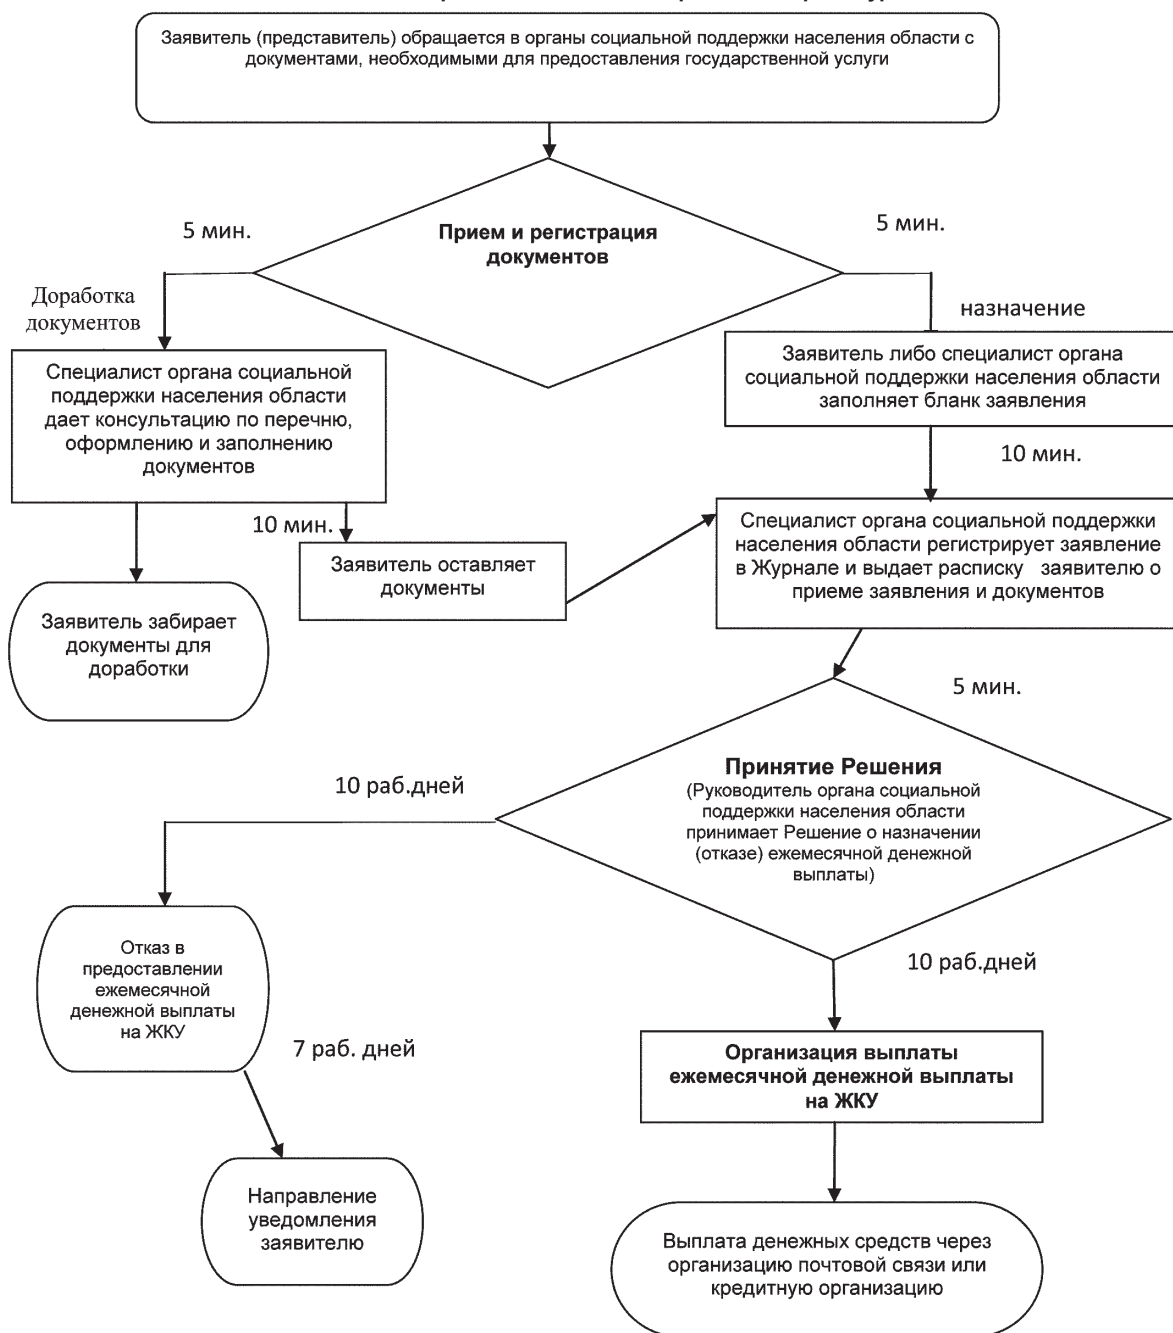 Заявитель (представитель) обращается в органы социальной поддержки населения области с
документами, необходимыми для предоставления государственной услуги
5 мин.
Прием и регистрация
документов
5 мин.
Доработка
документов
назначение
Специалист органа социальной
поддержки населения области
дает консультацию по перечню,
оформлению и заполнению
документов
Заявитель либо специалист органа
социальной поддержки населения области
заполняет бланк заявления
10 мин.
10 мин.
Заявитель оставляет
документы
Специалист органа социальной поддержки
населения области регистрирует заявление
в Журнале и выдает расписку заявителю о
приеме заявления и документов
Заявитель забирает
документы для
доработки
5 мин.
10 раб.дней
Принятие Решения
(Руководитель органа социальной
поддержки населения области
принимает Решение о назначении
(отказе) ежемесячной денежной
выплаты)
Отказ в
предоставлении
ежемесячной
денежной выплаты
на ЖКУ
10 раб.дней
7 раб. дней
Организация выплаты
ежемесячной денежной выплаты
на ЖКУ
Направление
уведомления
заявителю
Выплата денежных средств через
организацию почтовой связи или
кредитную организацию